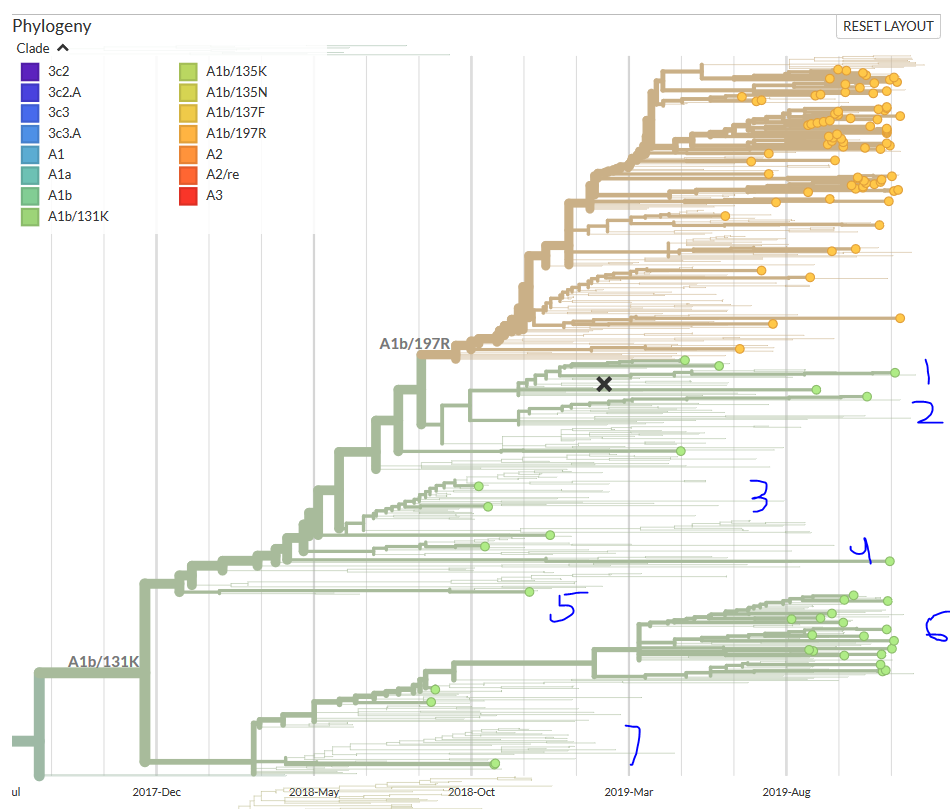 Phylogeny
RESET LAYOUT
Clade
3c2
3c2.A
3c3
3c3.A
A1
A1a
A1b
A1b/131K
A1b/135K
A1b/135N
A1b/137F
A1b/197R
A2
A2/re
A3
A1b/197R
1
2
3
4
5
6
A1b/131K
7
ul 2017-Dec 2018-May 2018-Oct 2019-Mar 2019-Aug